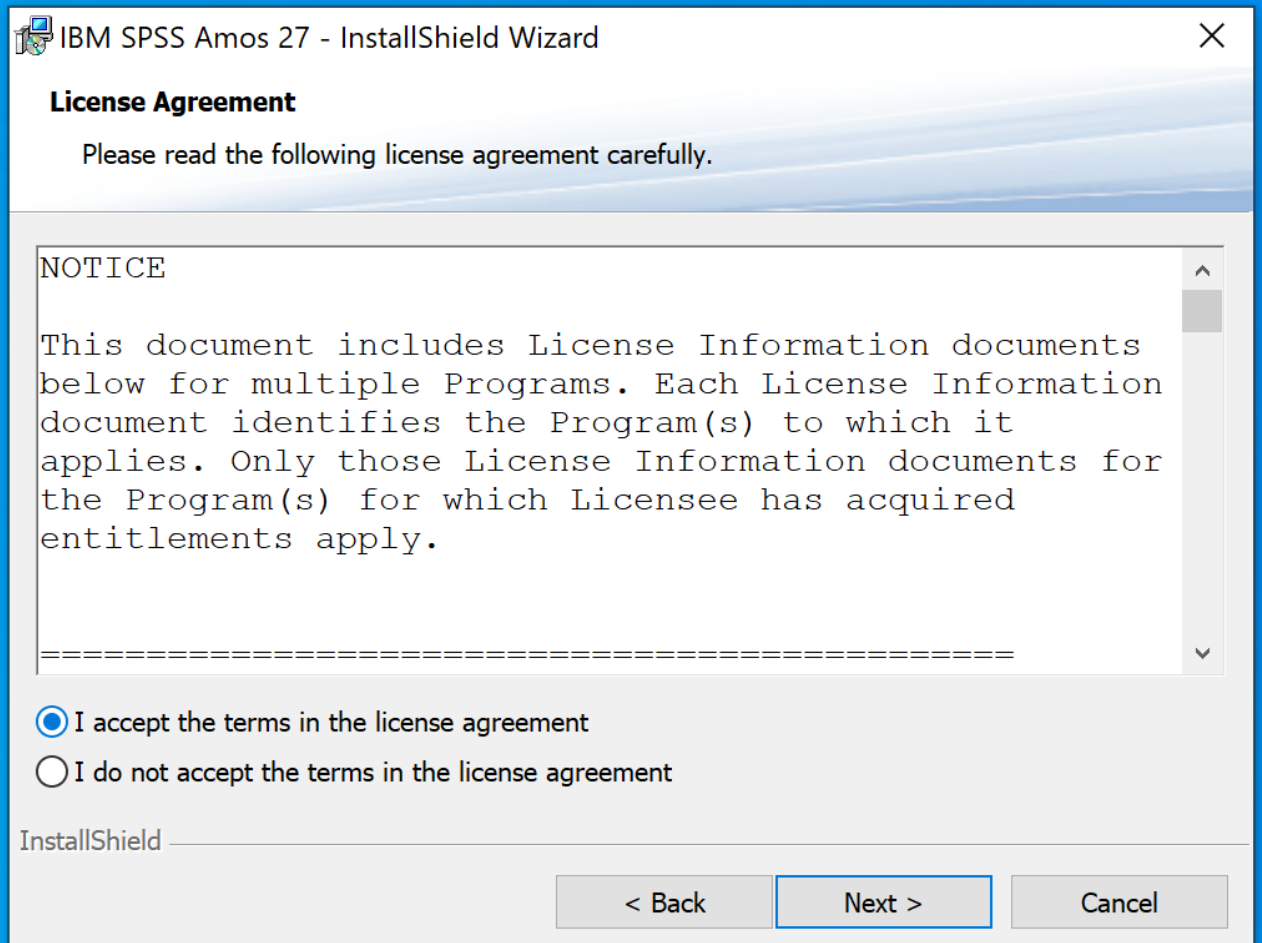 IBM SPSS Amos 27 - InstallShield Wizard
License Agreement
Please read the following license agreement carefully.
NOTICE
This document includes License Information documents
below for multiple Programs. Each License Information
document identifies the Program(s) to which it
applies. Only those License Information documents for
the Program(s) for which Licensee has acquired
entitlements apply.
==============================================
I accept the terms in the license agreement
I do not accept the terms in the license agreement
InstallShield
< Back Next > Cancel